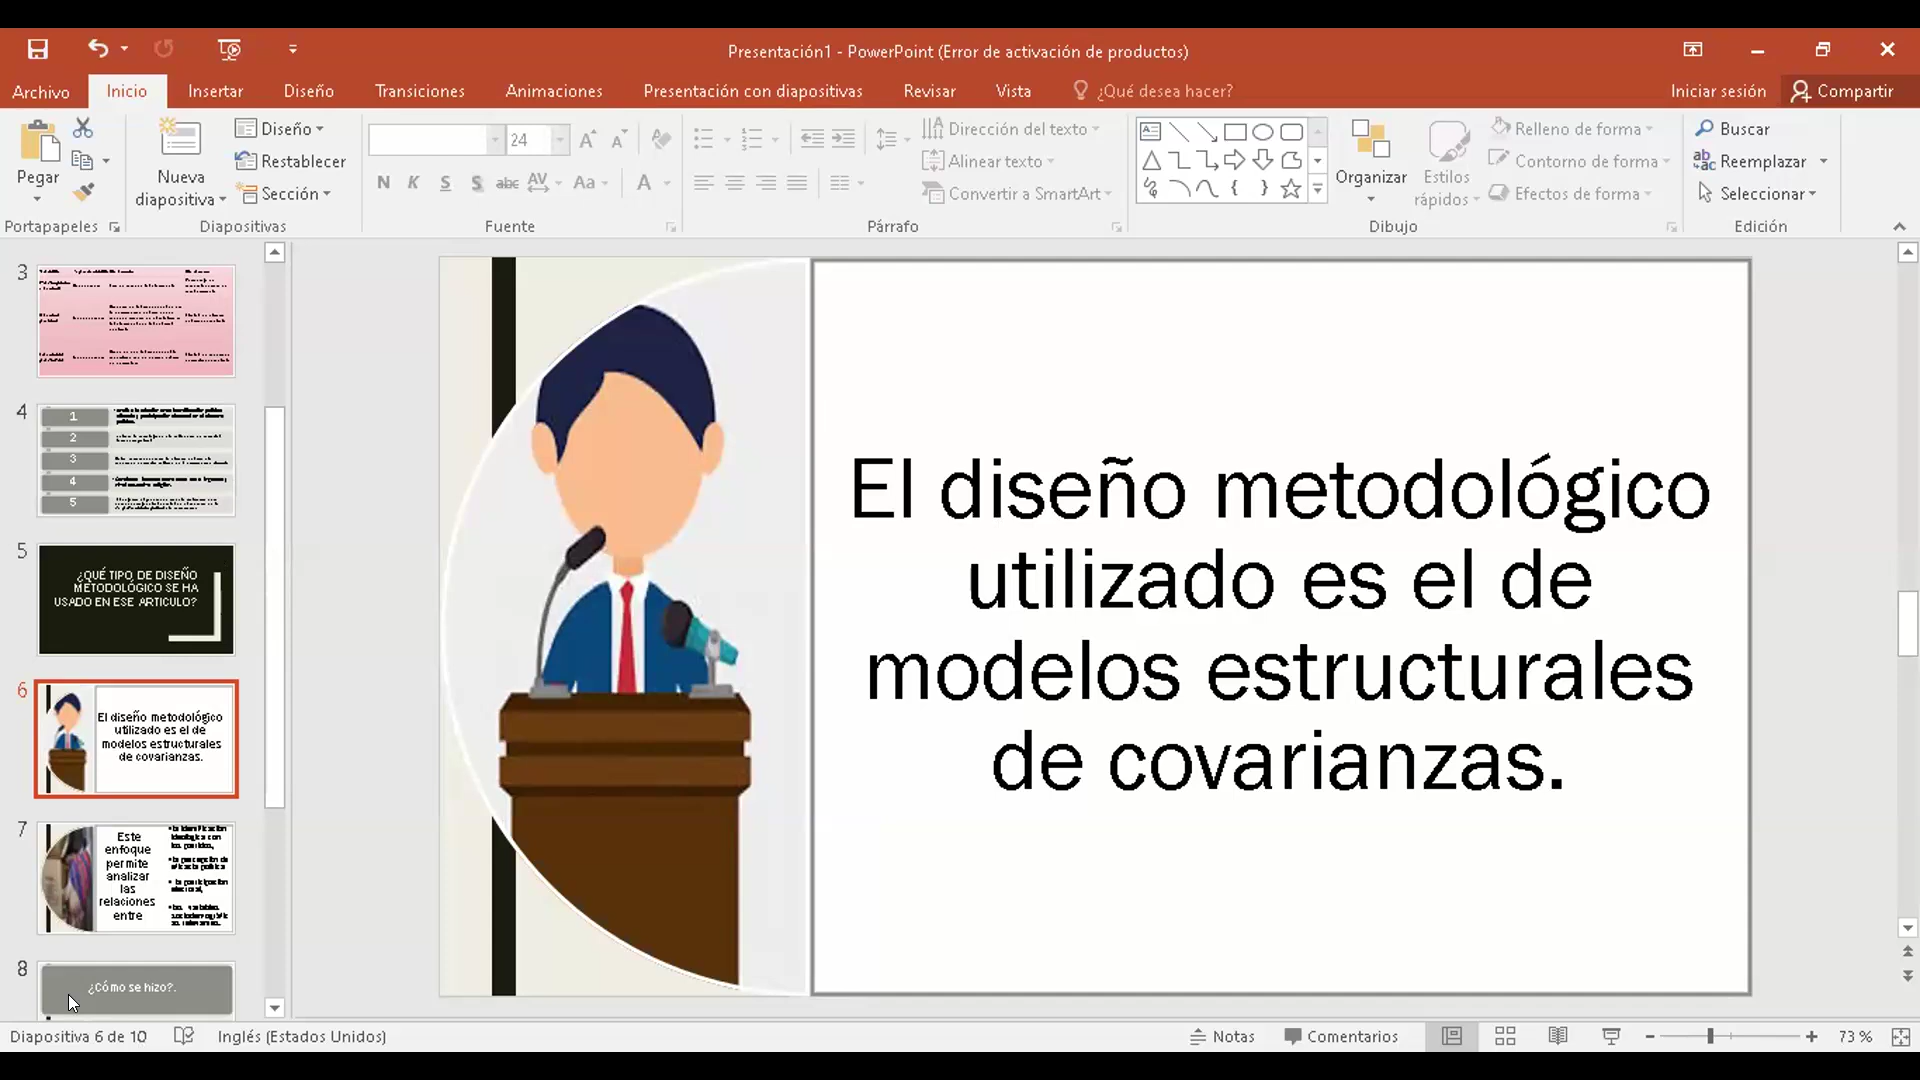 Presentación1 - PowerPoint (Error de activación de productos)
Archivo Inicio Insertar Diseño Transiciones Animaciones Presentación con diapositivas Revisar Vista ¿Qué desea hacer? Iniciar sesión Compartir
Pegar
Portapapeles
Nueva
diapositiva
Diseño
Restablecer
Sección
Diapositivas
24
N K S S abc AV Aa A
Fuente
Dirección del texto
Alinear texto
Convertir a SmartArt
Párrafo
Organizar
Estilos
rápidos
Relleno de forma
Contorno de forma
Efectos de forma
Dibujo
Buscar
Reemplazar
Seleccionar
Edición
3
4
1
2
3
4
5
5
¿QUÉ TIPO DE DISEÑO
METODOLÓGICO SE HA
USADO EN ESE ARTICULO?
6
El diseño metodológico
utilizado es el de
modelos estructurales
de covarianzas.
7
Este
enfoque
permite
analizar
las
relaciones
entre
8
¿Cómo se hizo?.
El diseño metodológico
utilizado es el de
modelos estructurales
de covarianzas.
Diapositiva 6 de 10 Inglés (Estados Unidos) Notas Comentarios 73 %